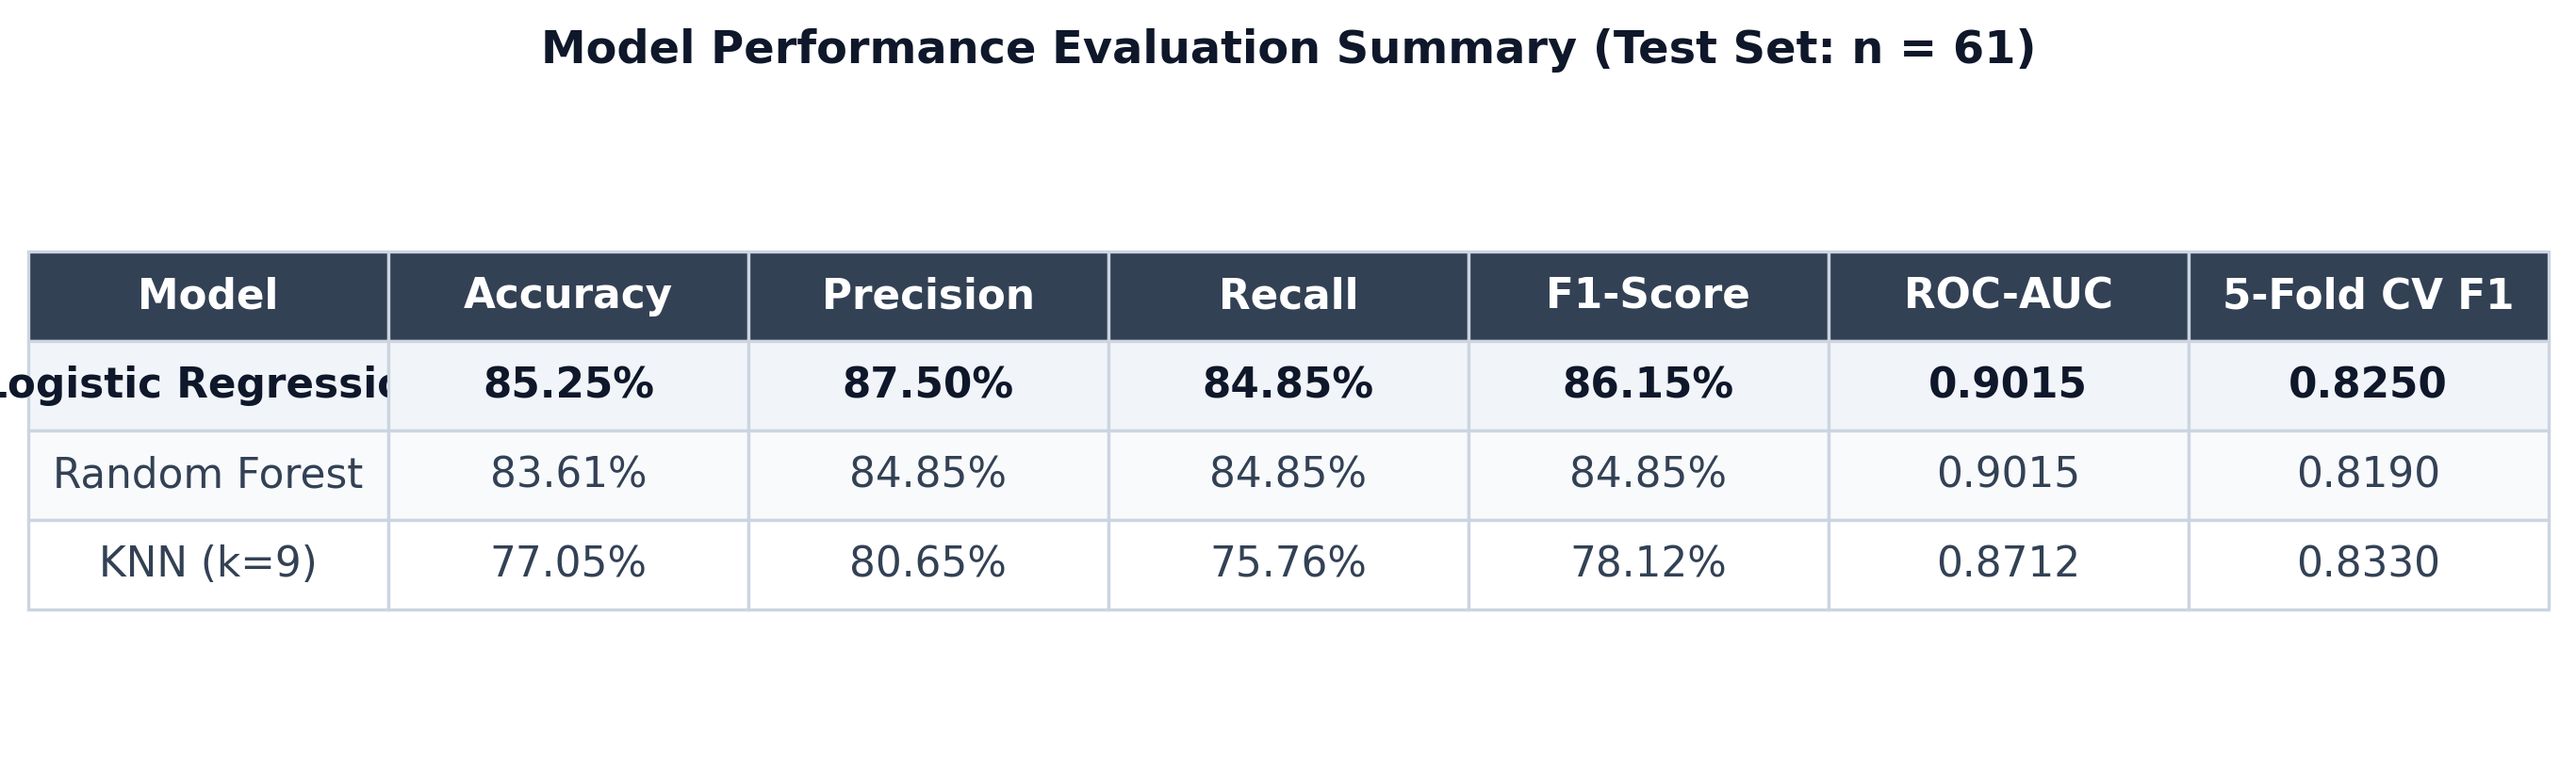 Model Performance Evaluation Summary (Test Set: n = 61)
Model Accuracy Precision Recall F1-Score ROC-AUC 5-Fold CV F1
Logistic Regressio 85.25% 87.50% 84.85% 86.15% 0.9015 0.8250
Random Forest 83.61% 84.85% 84.85% 84.85% 0.9015 0.8190
KNN (k=9) 77.05% 80.65% 75.76% 78.12% 0.8712 0.8330